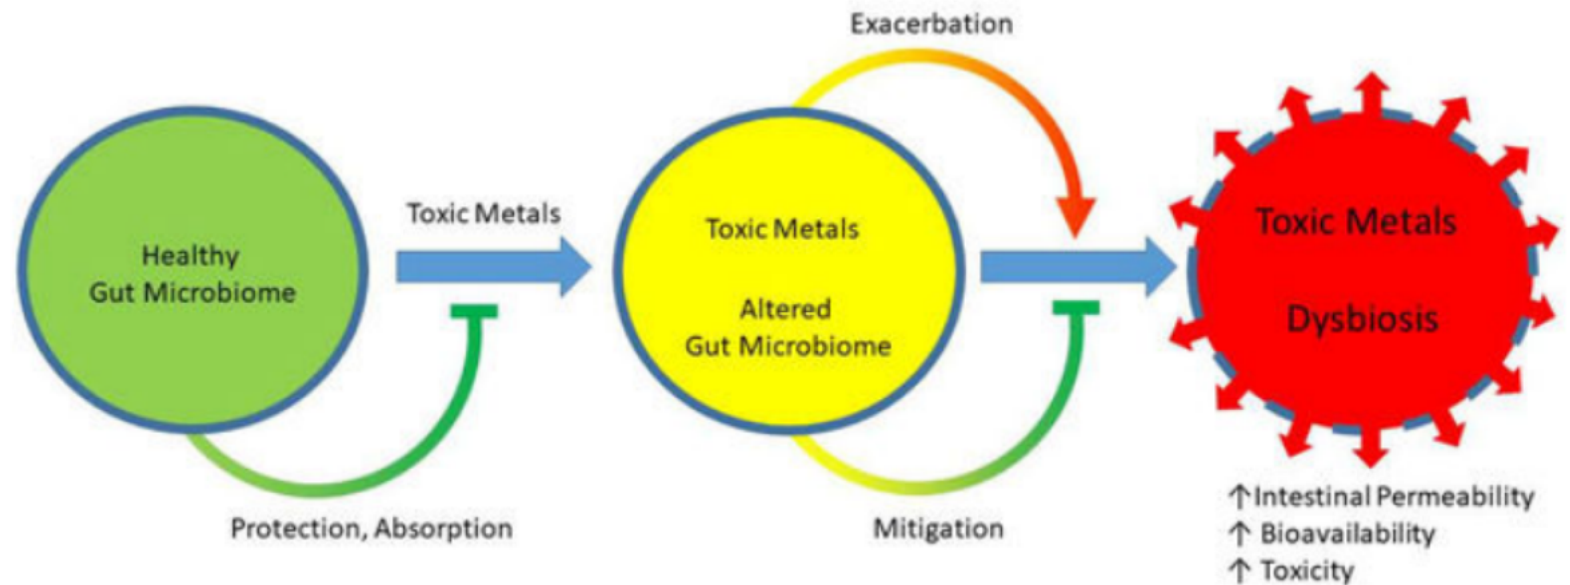 Exacerbation
Toxic Metals
Healthy
Gut Microbiome
Protection, Absorption
Toxic Metals
Altered
Gut Microbiome
Mitigation
Toxic Metals
Dysbiosis
↑Intestinal Permeability
↑ Bioavailability
↑ Toxicity